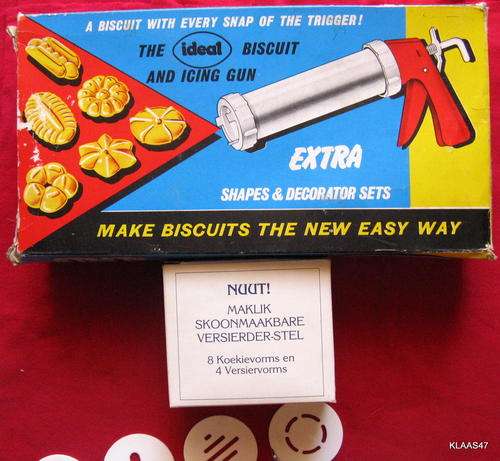 A BISCUIT WITH EVERY SNAP OF THE TRIGGER!
THE ideal BISCUIT
AND ICING GUN
EXTRA
SHAPES & DECORATOR SETS
MAKE BISCUITS THE NEW EASY WAY
NUUT!
MAKLIK
SKOONMAAKBARE
VERSIERDER-STEL
8 Koekievorms en
4 Versiervorms
KLAAS47